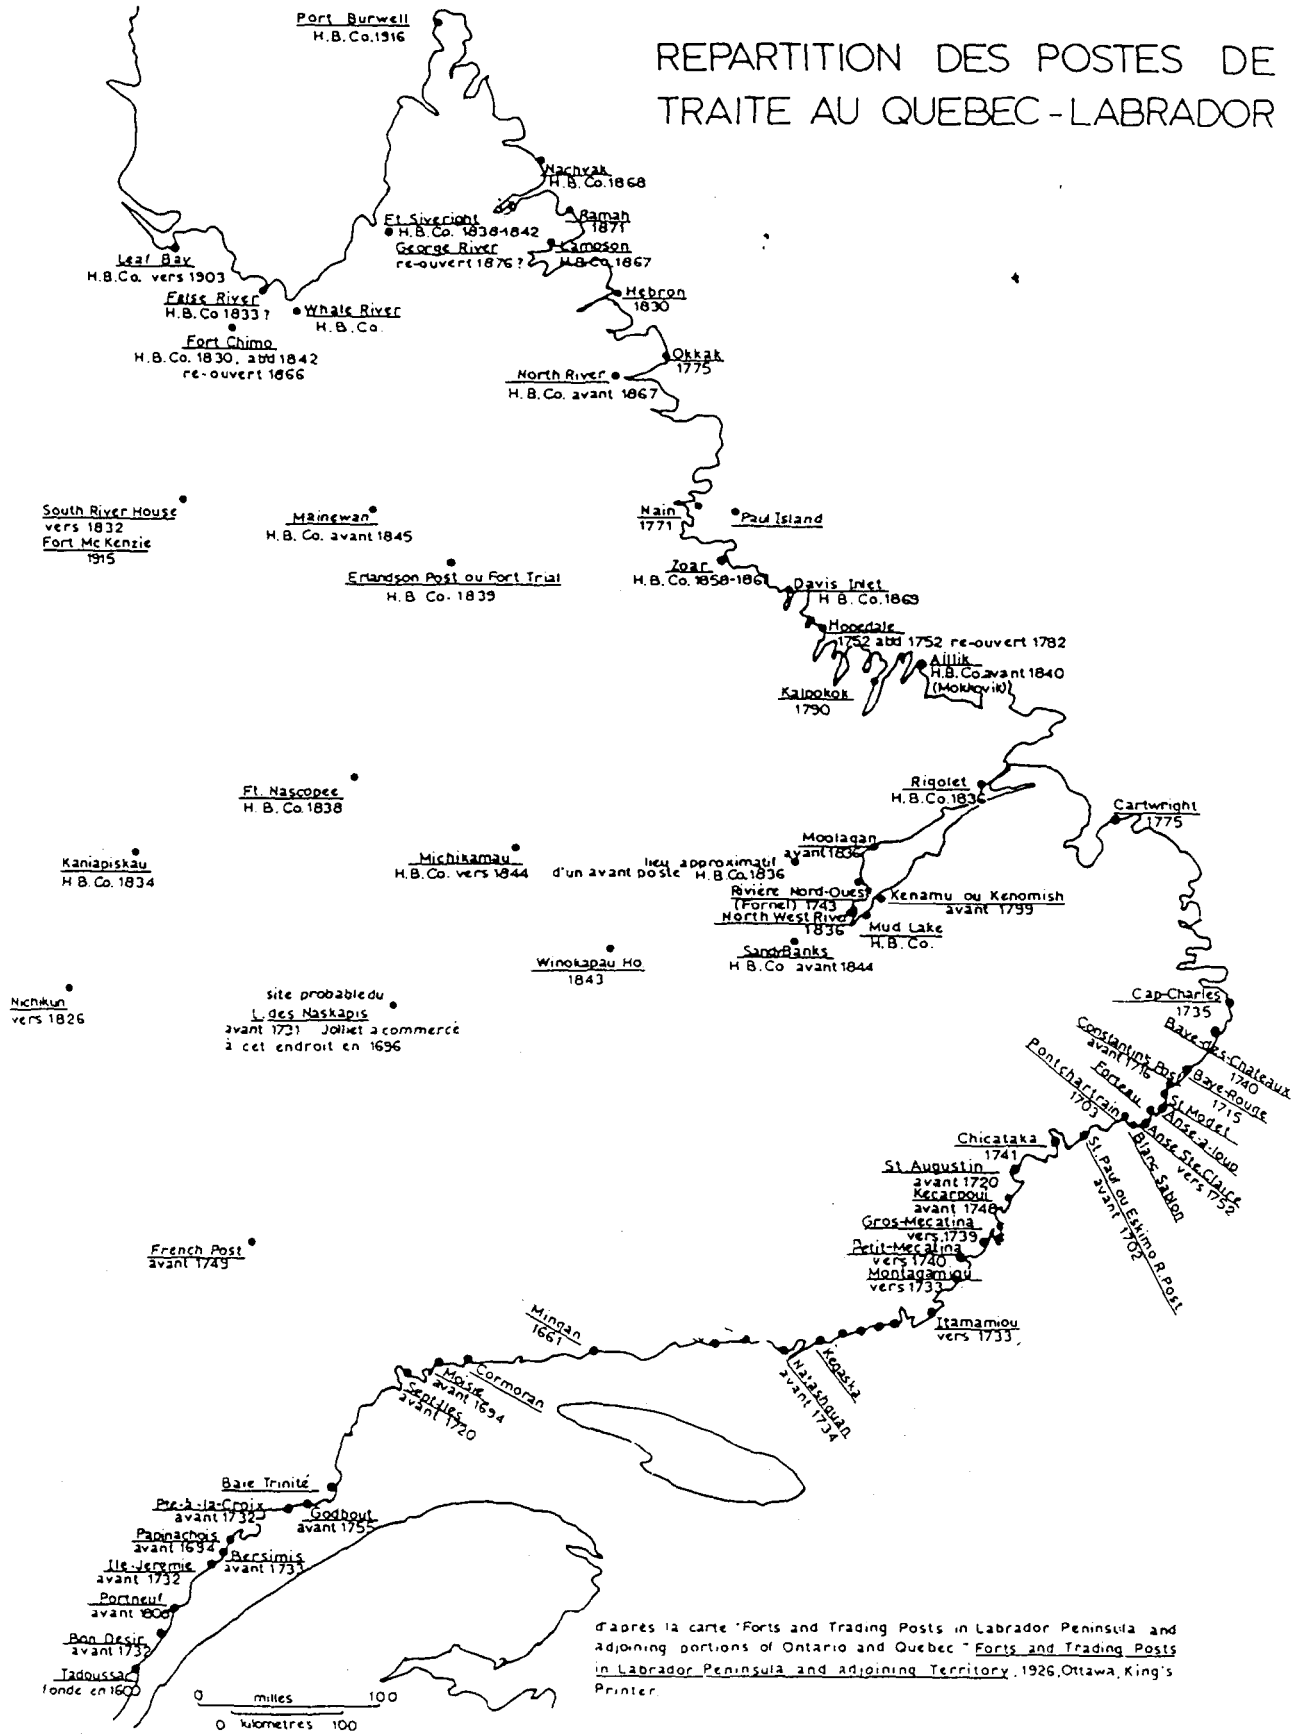 REPARTITION DES POSTES DE
TRAITE AU QUEBEC-LABRADOR
Port Burwell
H.B.Co.1916
Nachvak
H.B.Co.1868
Ramah
1871
Ft Siveright
H.B.Co. 1838-1842
George River
re-ouvert 1876?
Lamoson
H.B.Co.1867
Leaf Bay
H.B.Co. vers 1903
False River
H.B.Co 1833?
Whale River
H.B.Co.
Fort Chimo
H.B.Co. 1830, abd 1842
re-ouvert 1866
Hebron
1830
Okkak
1775
North River
H.B.Co. avant 1867
South River House
vers 1832
Fort McKenzie
1915
Mainewan
H.B.Co. avant 1845
Erlandson Post ou Fort Trial
H.B Co. 1839
Nain
1771
Paul Island
Zoar
H.B.Co. 1858-1861
Davis Inlet
H B.Co.1869
Hopedale
1752 abd 1752 re-ouvert 1782
Aillik
H.B.Co.avant 1840
(Mokkovik)
Kaipokok
1790
Ft. Nascopee
H B.Co.1838
Rigolet
H.B.Co.1836
Cartwright
1775
Kaniapiskau
H.B.Co. 1834
Michikamau
H.B.Co. vers 1844
Moolagan
avant 1836
lieu approximatif
d'un avant poste H.B.Co.1836
Rivière Nord-Ouest
(Fornel) 1743
North West River
1836
Kenamu ou Kenomish
avant 1799
Mud Lake
H.B.Co.
Sandy Banks
H B.Co avant 1844
Winokapau Ho
1843
Nichikun
vers 1826
site probable du
L. des Naskapis
avant 1731 Jolliet a commercé
à cet endroit en 1696
Cap-Charles
1735
Baye-des-Chateaux
1740
Constantin's Post
avant 1716
Baye-Rouge
1715
Forteau
St Modet
Pontchartrain
1703
Anse-a-loup
Anse Ste Claire
vers 1752
Blanc Sablon
St. Paul ou Eskimo R. Post
avant 1702
Chicataka
1741
St. Augustin
avant 1720
Kecarpoui
avant 1748
Gros-Mecatina
vers 1739
Petit-Mecatina
vers 1740
Montagamiou
vers 1733
Itamamiou
vers 1733
French Post
avant 1749
Mingan
1661
Kegaska
Natashquan
avant 1734
Cormoran
Moisie
avant 1694
Sept-Iles
avant 1720
Baie Trinité
Pte-à-la-Croix
avant 1732
Godbout
avant 1755
Papinachois
avant 1694
Bersimis
avant 1733
Ile-Jeremie
avant 1732
Portneuf
avant
Bon Desir
avant 1732
Tadoussac
fondé en 1600
0 milles 100
0 kilometres 100
d'après la carte "Forts and Trading Posts in Labrador Peninsula and
adjoining portions of Ontario and Quebec" Forts and Trading Posts
in Labrador Peninsula and adjoining Territory, 1926, Ottawa, King's
Printer.